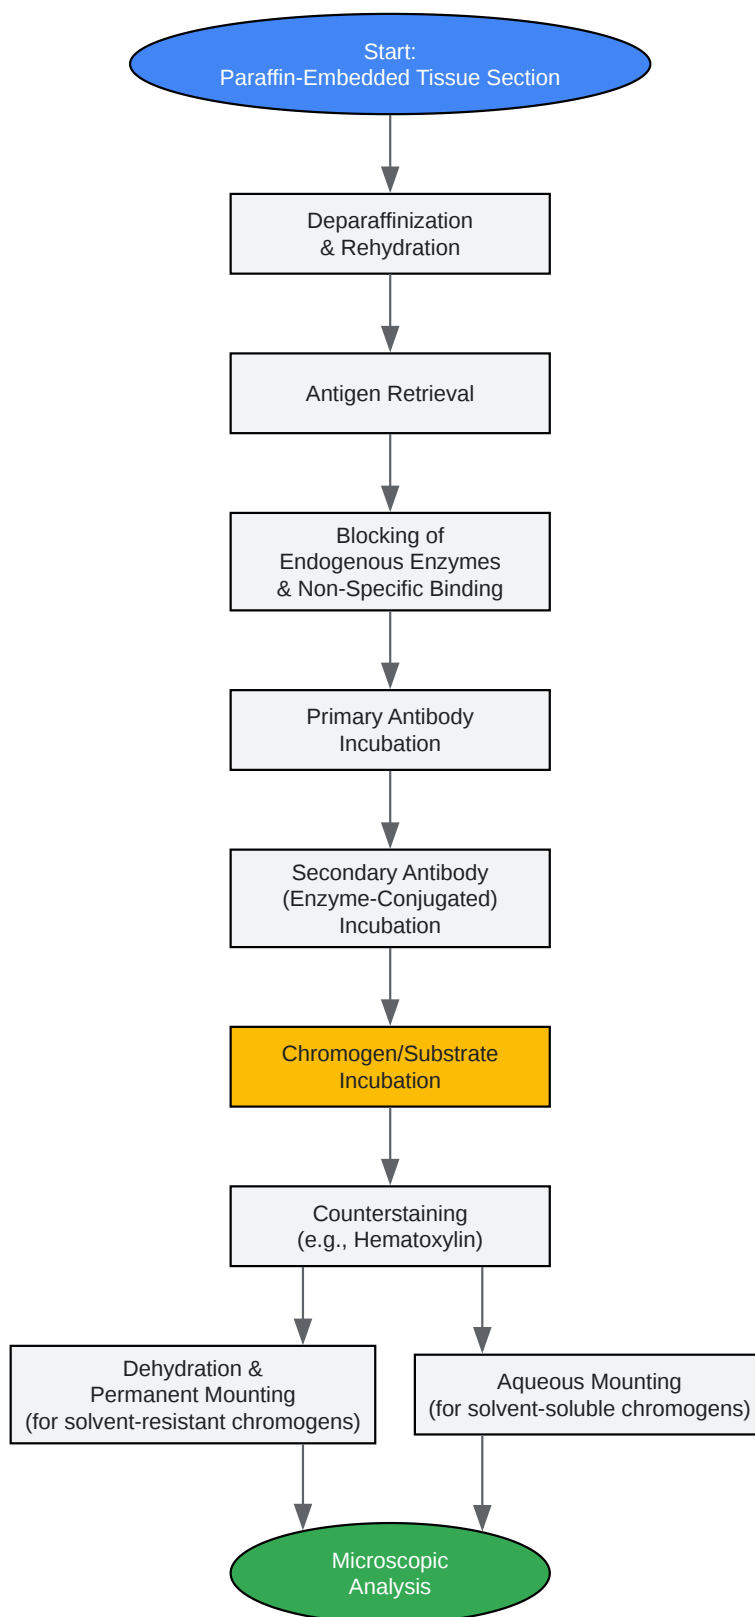 Start:
Paraffin-Embedded Tissue Section
Deparaffinization
& Rehydration
Antigen Retrieval
Blocking of
Endogenous Enzymes
& Non-Specific Binding
Primary Antibody
Incubation
Secondary Antibody
(Enzyme-Conjugated)
Incubation
Chromogen/Substrate
Incubation
Counterstaining
(e.g., Hematoxylin)
Dehydration &
Permanent Mounting
(for solvent-resistant chromogens)
Aqueous Mounting
(for solvent-soluble chromogens)
Microscopic
Analysis